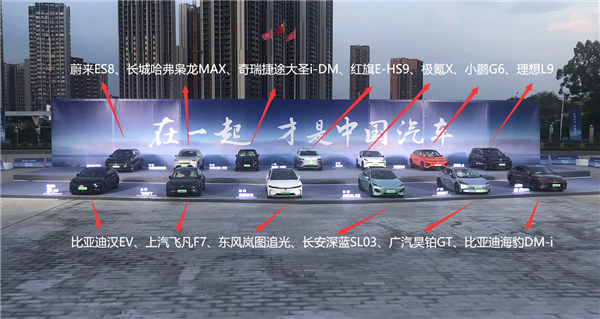 蔚来ES8、长城哈弗枭龙MAX、奇瑞捷途大圣i-DM、红旗E-HS9、极氪X、小鹏G6、理想L9
在一起 才是中国汽车
比亚迪汉EV、上汽飞凡F7、东风岚图追光、长安深蓝SL03、广汽昊铂GT、比亚迪海豹DM-i